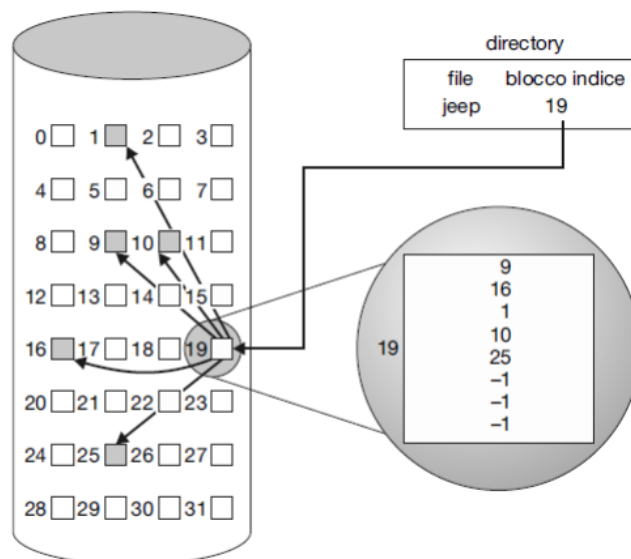 directory
file blocco indice
jeep 19
0 1 2 3
4 5 6 7
8 9 10 11
12 13 14 15
16 17 18 19
20 21 22 23
24 25 26 27
28 29 30 31
19
9
16
1
10
25
–1
–1
–1